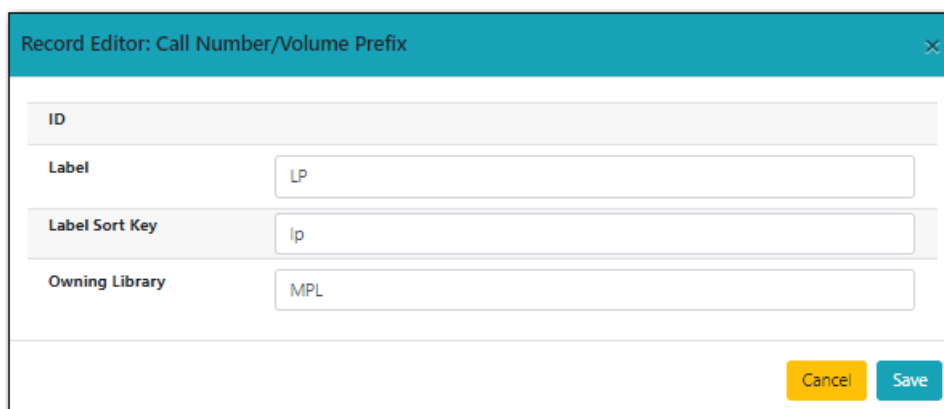 Record Editor: Call Number/Volume Prefix ×
ID
Label LP
Label Sort Key lp
Owning Library MPL
Cancel Save